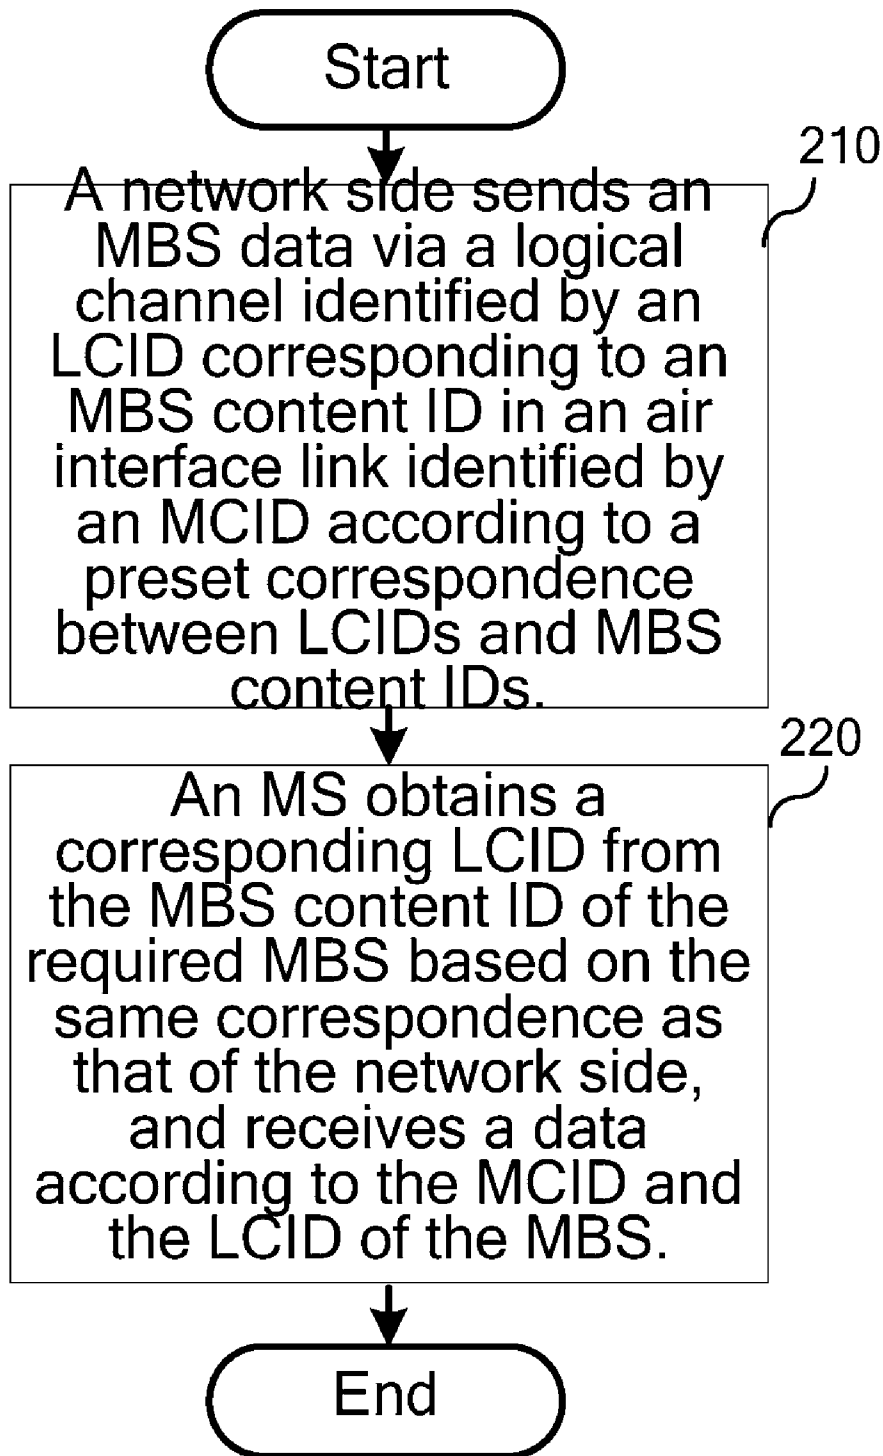 Start
210
A network side sends an
MBS data via a logical
channel identified by an
LCID corresponding to an
MBS content ID in an air
interface link identified by
an MCID according to a
preset correspondence
between LCIDs and MBS
content IDs.
220
An MS obtains a
corresponding LCID from
the MBS content ID of the
required MBS based on the
same correspondence as
that of the network side,
and receives a data
according to the MCID and
the LCID of the MBS.
End